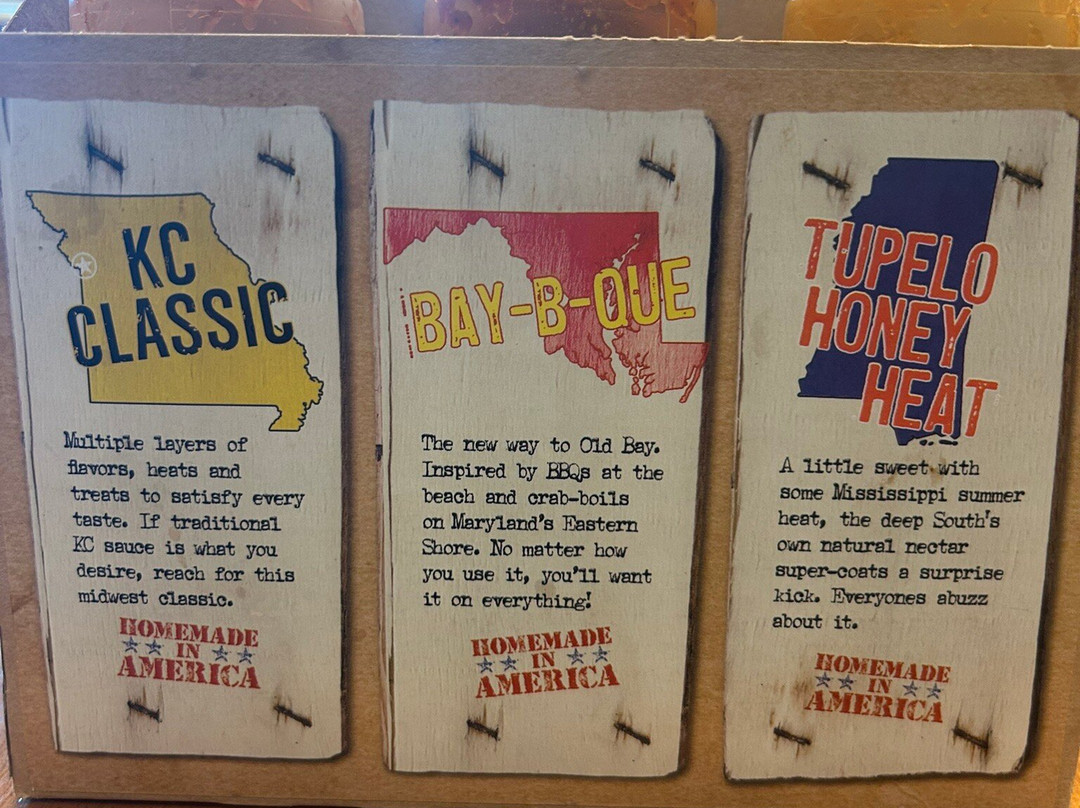 KC
CLASSIC
Multiple layers of
flavors, heats and
treats to satisfy every
taste. If traditional
KC sauce is what you
desire, reach for this
midwest classic.
HOMEMADE
IN
AMERICA
BAY-B-QUE
The new way to Old Bay.
Inspired by BBQs at the
beach and crab-boils
on Maryland's Eastern
Shore. No matter how
you use it, you'll want
it on everything!
HOMEMADE
IN
AMERICA
TUPELO
HONEY
HEAT
A little sweet with
some Mississippi summer
heat, the deep South's
own natural nectar
super-coats a surprise
kick. Everyones abuzz
about it.
HOMEMADE
IN
AMERICA